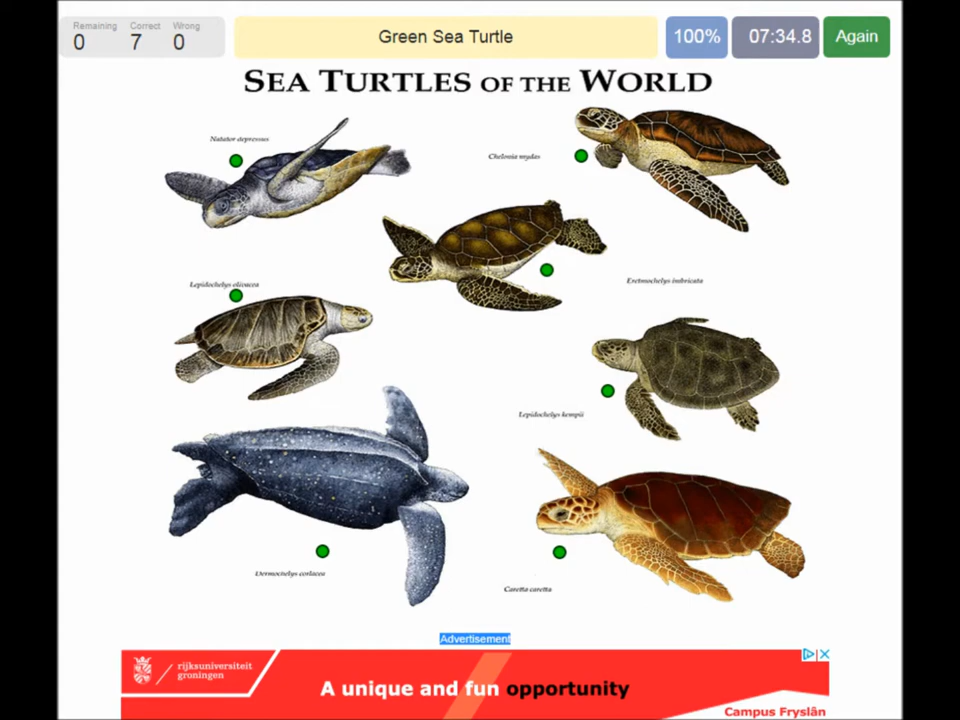 Remaining Correct Wrong
0 7 0
Green Sea Turtle
100%
07:34.8
Again
SEA TURTLES OF THE WORLD
Natator depressus
Chelonia mydas
Lepidochelys olivacea
Eretmochelys imbricata
Lepidochelys kempii
Dermochelys coriacea
Caretta caretta
Advertisement
rijksuniversiteit
groningen
A unique and fun opportunity
Campus Fryslân